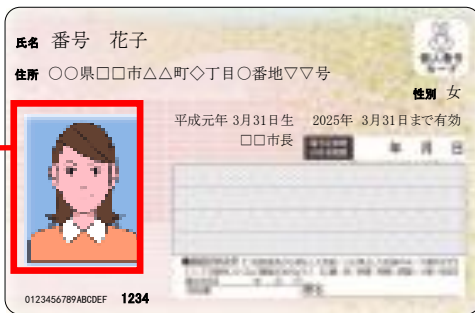 氏名 番号 花子
住所 ○○県□□市△△町◇丁目○番地▽▽号
性別 女
平成元年 3月31日生 2025年 3月31日まで有効
□□市長
年 月 日
0123456789ABCDEF 1234